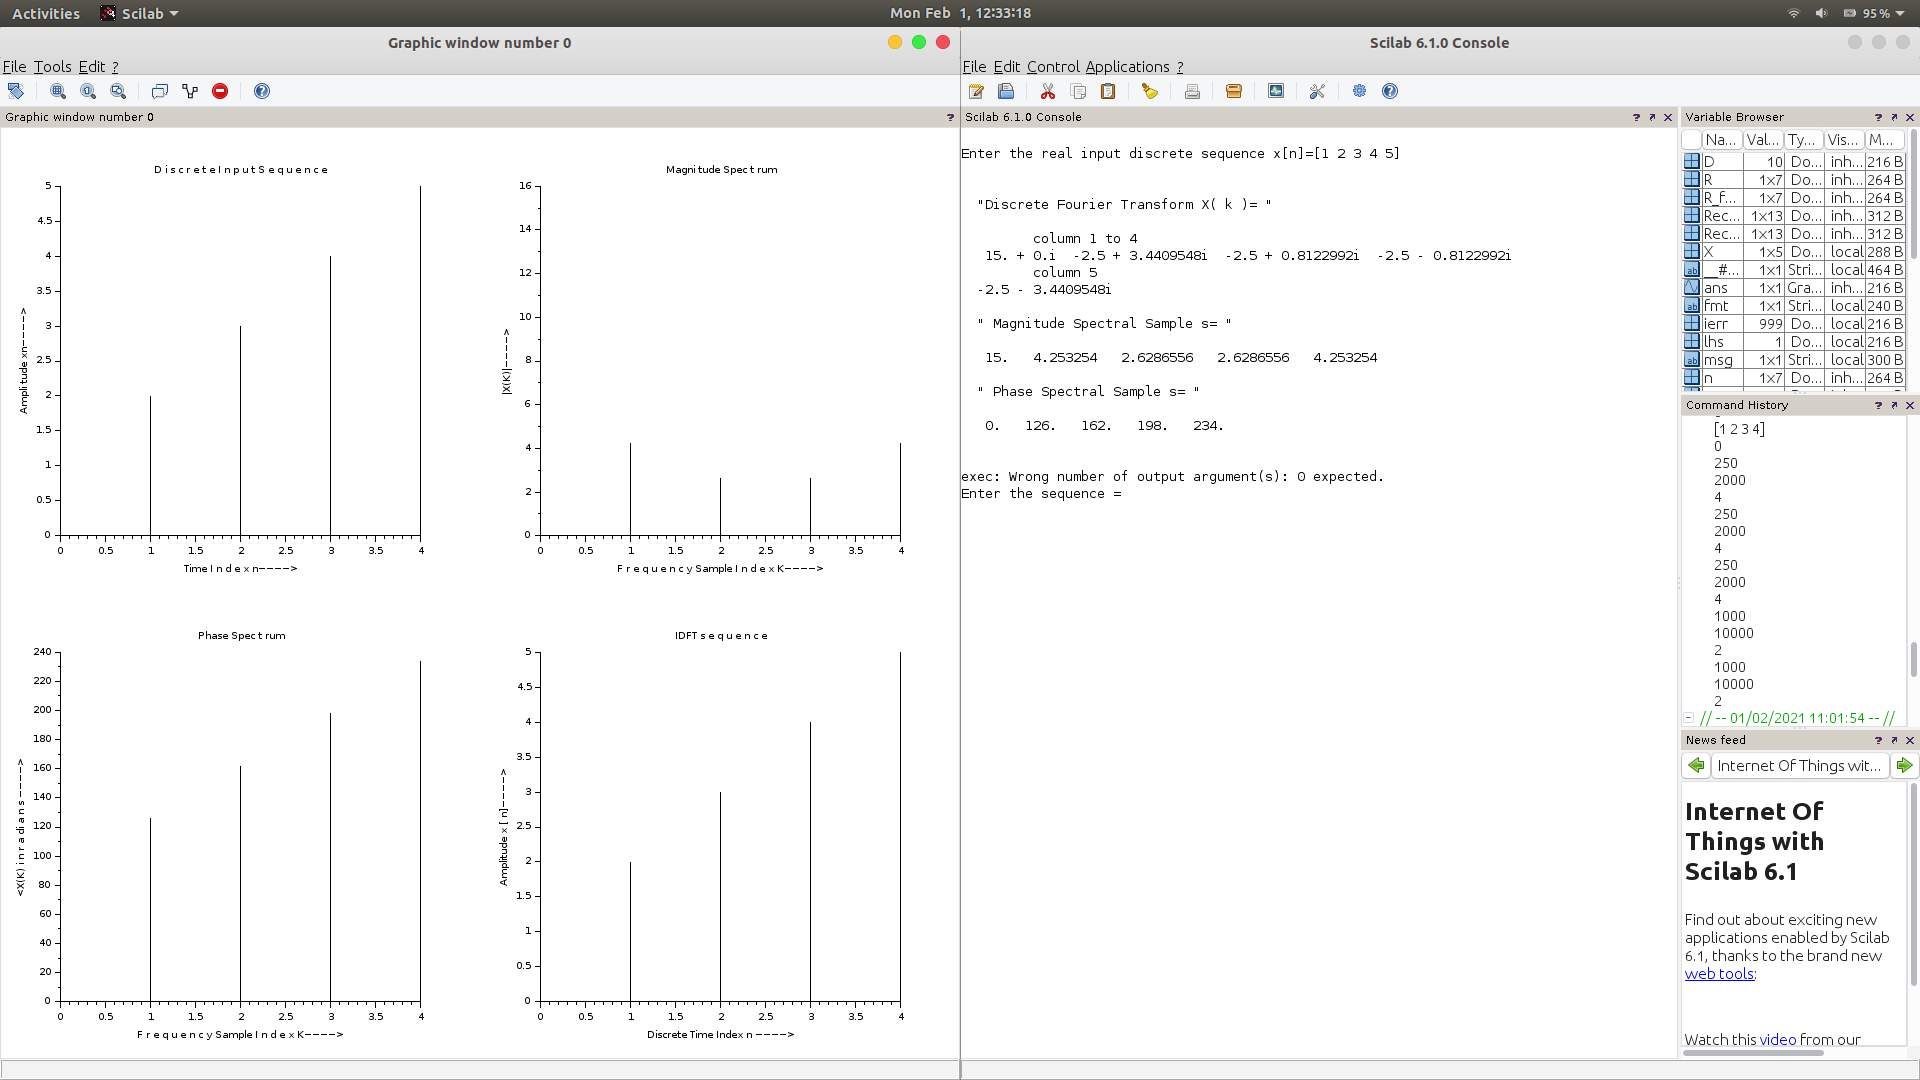 Activities Scilab Mon Feb 1, 12:33:18 95%
Graphic window number 0
File Tools Edit ?
Graphic window number 0 ?
D i s c r e t e I n p u t S e q u e n c e
5
4.5
4
3.5
3
2.5
2
1.5
1
0.5
0
0 0.5 1 1.5 2 2.5 3 3.5 4
Amplitude xn---->
Time I n d e x n---->
Magnitude Spect rum
16
14
12
10
8
6
4
2
0
0 0.5 1 1.5 2 2.5 3 3.5 4
|X(K)|---->
F r e q u e n c y Sample I n d e x K---->
Phase Spec t rum
240
220
200
180
160
140
120
100
80
60
40
20
0
0 0.5 1 1.5 2 2.5 3 3.5 4
<X(K) i n r a d i a n s ---->
F r e q u e n c y Sample I n d e x K---->
IDFT s e q u e n c e
5
4.5
4
3.5
3
2.5
2
1.5
1
0.5
0
0 0.5 1 1.5 2 2.5 3 3.5 4
Amplitude x [ n]---->
Discrete Time Index n ---->
Scilab 6.1.0 Console
File Edit Control Applications ?
Scilab 6.1.0 Console ?
Enter the real input discrete sequence x[n]=[1 2 3 4 5]
"Discrete Fourier Transform X( k )= "
column 1 to 4
15. + 0.i -2.5 + 3.4409548i -2.5 + 0.8122992i -2.5 - 0.8122992i
column 5
-2.5 - 3.4409548i
" Magnitude Spectral Sample s= "
15. 4.253254 2.6286556 2.6286556 4.253254
" Phase Spectral Sample s= "
0. 126. 162. 198. 234.
exec: Wrong number of output argument(s): 0 expected.
Enter the sequence =
Variable Browser ?
Na... Val... Ty... Vis... M...
D 10 Do... inh... 216 B
R 1x7 Do... inh... 264 B
R_f... 1x7 Do... inh... 264 B
Rec... 1x13 Do... inh... 312 B
Rec... 1x13 Do... inh... 312 B
X 1x5 Do... local 288 B
__#... 1x1 Stri... local 464 B
ans 1x1 Gra... inh... 216 B
fmt 1x1 Stri... local 240 B
ierr 999 Do... local 216 B
lhs 1 Do... local 216 B
msg 1x1 Stri... local 300 B
n 1x7 Do... inh... 264 B
Command History ?
[1 2 3 4]
0
250
2000
4
250
2000
4
250
2000
4
1000
10000
2
1000
10000
2
// -- 01/02/2021 11:01:54 -- //
News feed ?
Internet Of Things wit...
Internet Of
Things with
Scilab 6.1
Find out about exciting new
applications enabled by Scilab
6.1, thanks to the brand new
web tools:
Watch this video from our